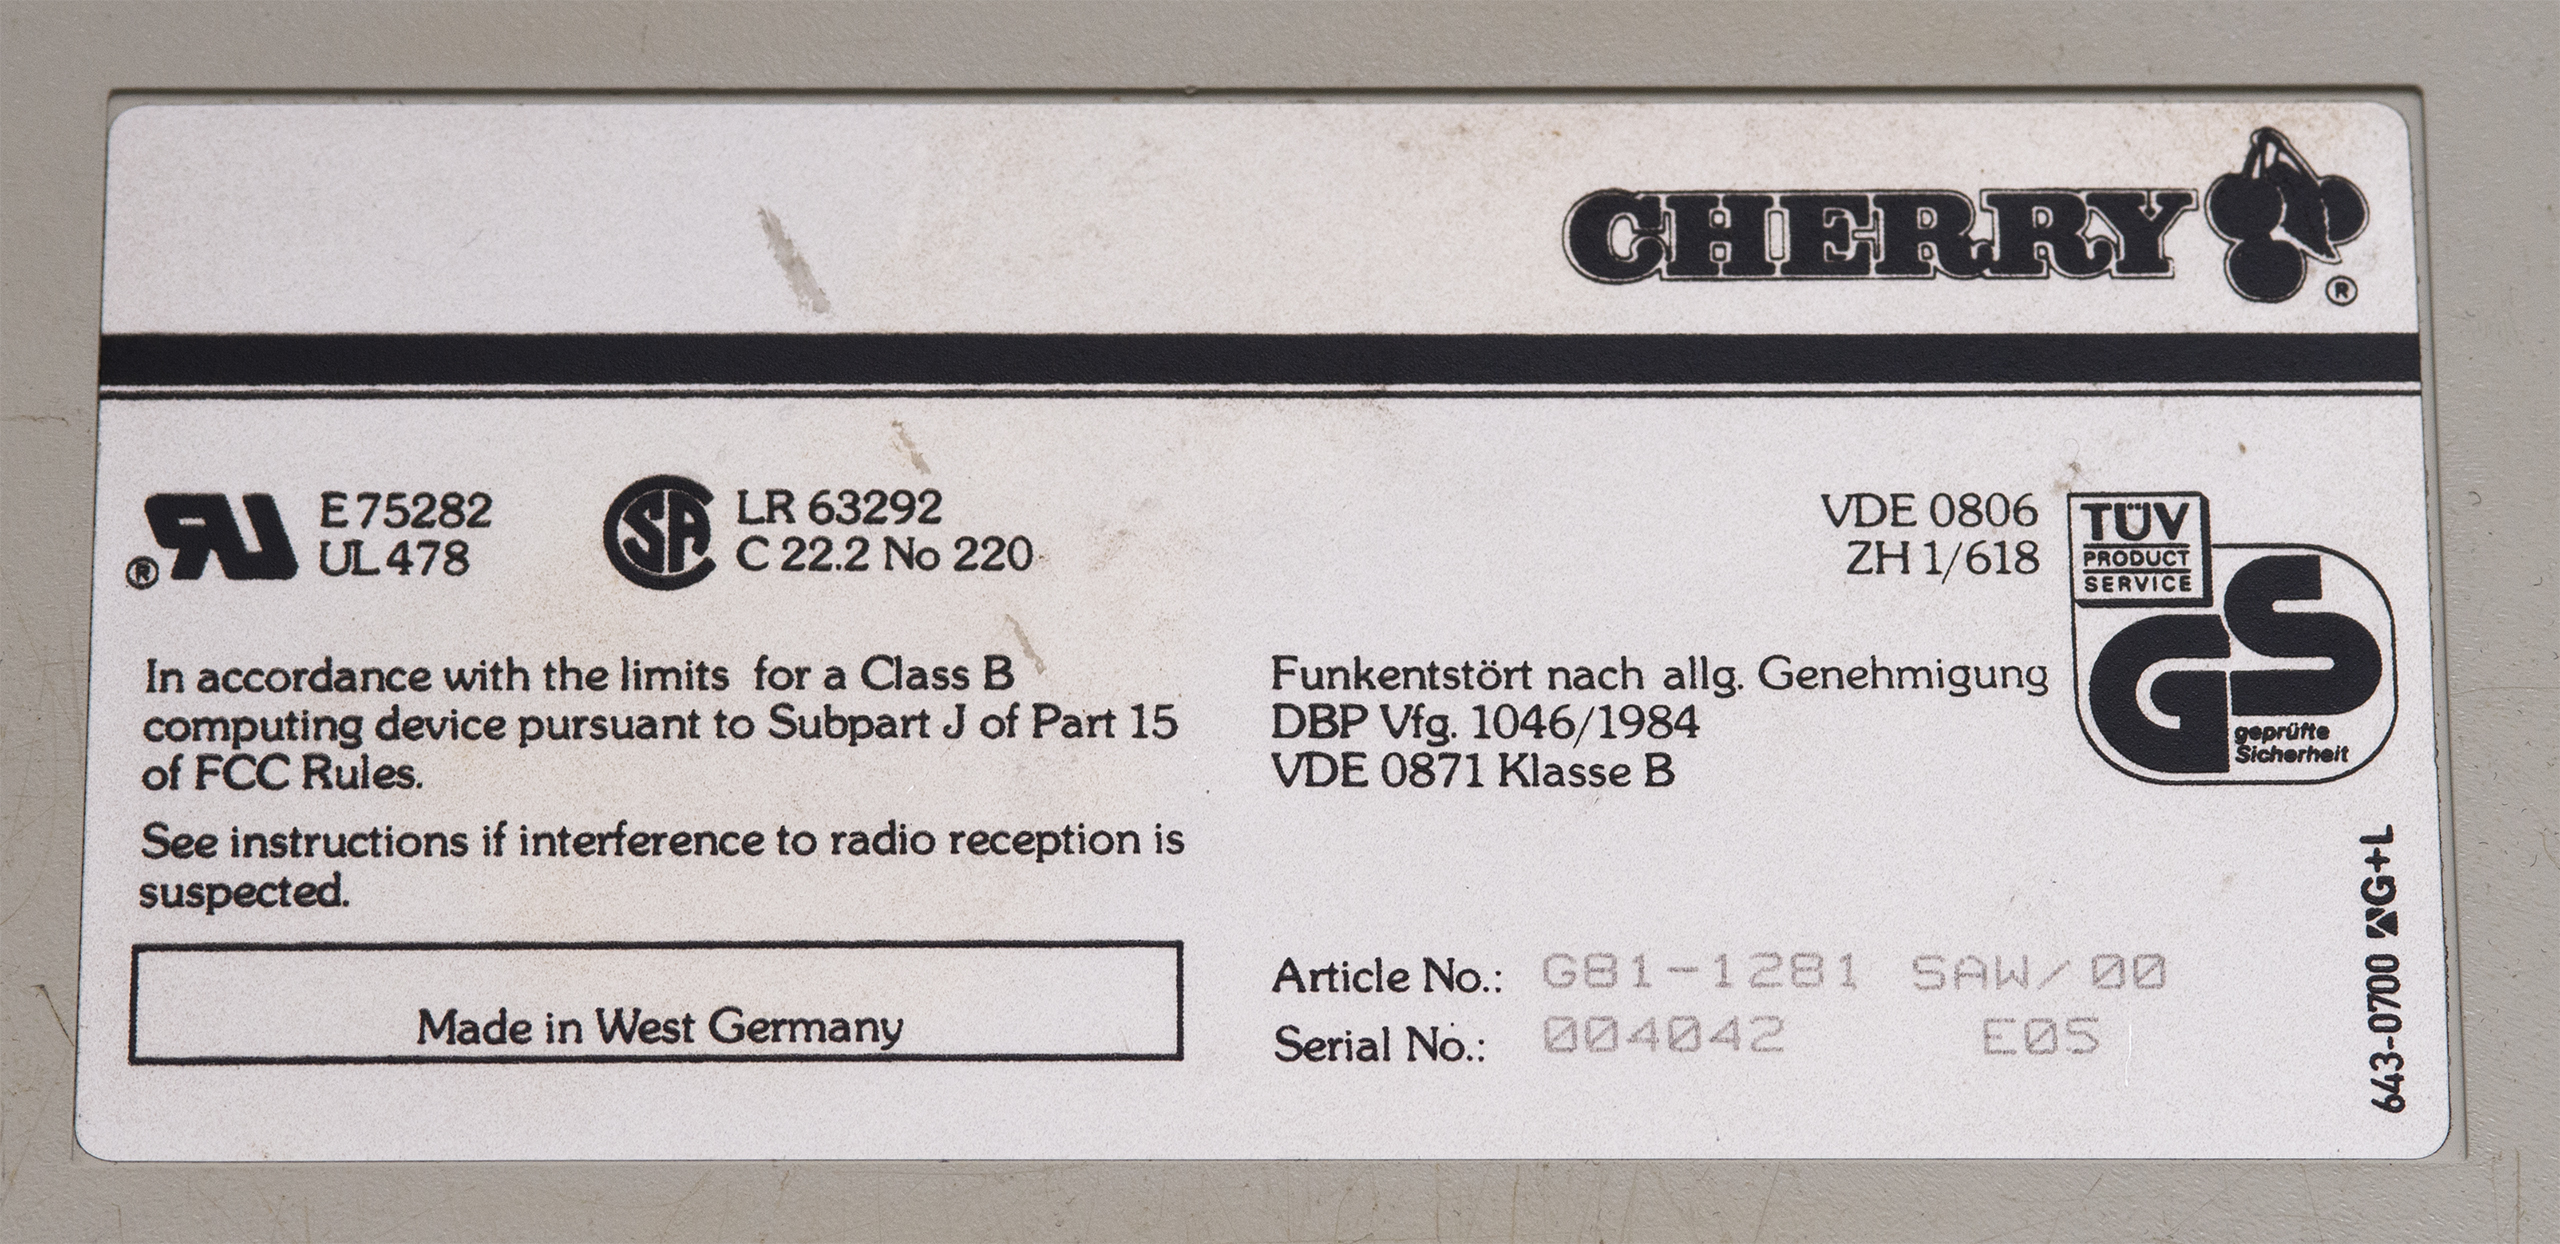 CHERRY
®
E 75282
UL 478
®
LR 63292
C 22.2 No 220
VDE 0806
ZH 1/618
TÜV
PRODUCT
SERVICE
GS
geprüfte
Sicherheit
In accordance with the limits for a Class B
computing device pursuant to Subpart J of Part 15
of FCC Rules.
See instructions if interference to radio reception is
suspected.
Made in West Germany
Funkentstört nach allg. Genehmigung
DBP Vfg. 1046/1984
VDE 0871 Klasse B
Article No.: G81-1281 SAW/00
Serial No.: 004042 E05
643-0700 G+L